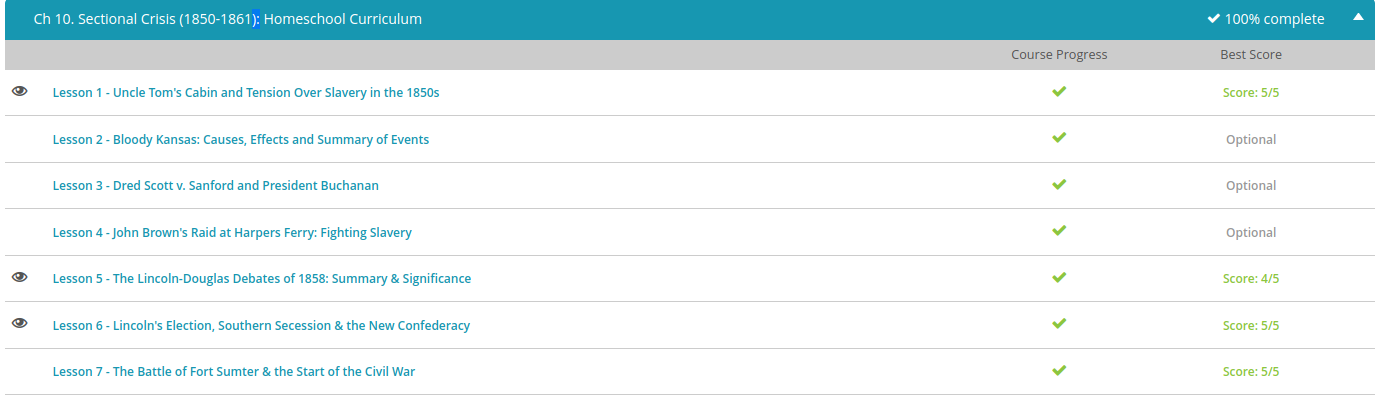 Ch 10. Sectional Crisis (1850-1861): Homeschool Curriculum 100% complete
Course Progress Best Score
Lesson 1 - Uncle Tom's Cabin and Tension Over Slavery in the 1850s Score: 5/5
Lesson 2 - Bloody Kansas: Causes, Effects and Summary of Events Optional
Lesson 3 - Dred Scott v. Sanford and President Buchanan Optional
Lesson 4 - John Brown's Raid at Harpers Ferry: Fighting Slavery Optional
Lesson 5 - The Lincoln-Douglas Debates of 1858: Summary & Significance Score: 4/5
Lesson 6 - Lincoln's Election, Southern Secession & the New Confederacy Score: 5/5
Lesson 7 - The Battle of Fort Sumter & the Start of the Civil War Score: 5/5